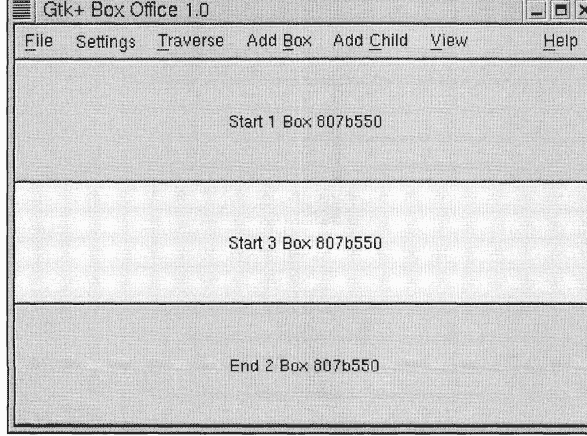 Gtk+ Box Office 1.0
File Settings Traverse Add Box Add Child View Help
Start 1 Box 807b550
Start 3 Box 807b550
End 2 Box 807b550